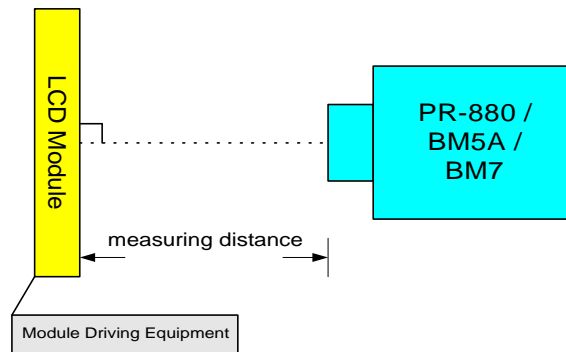 LCD Module
PR-880 /
BM5A /
BM7
measuring distance
Module Driving Equipment